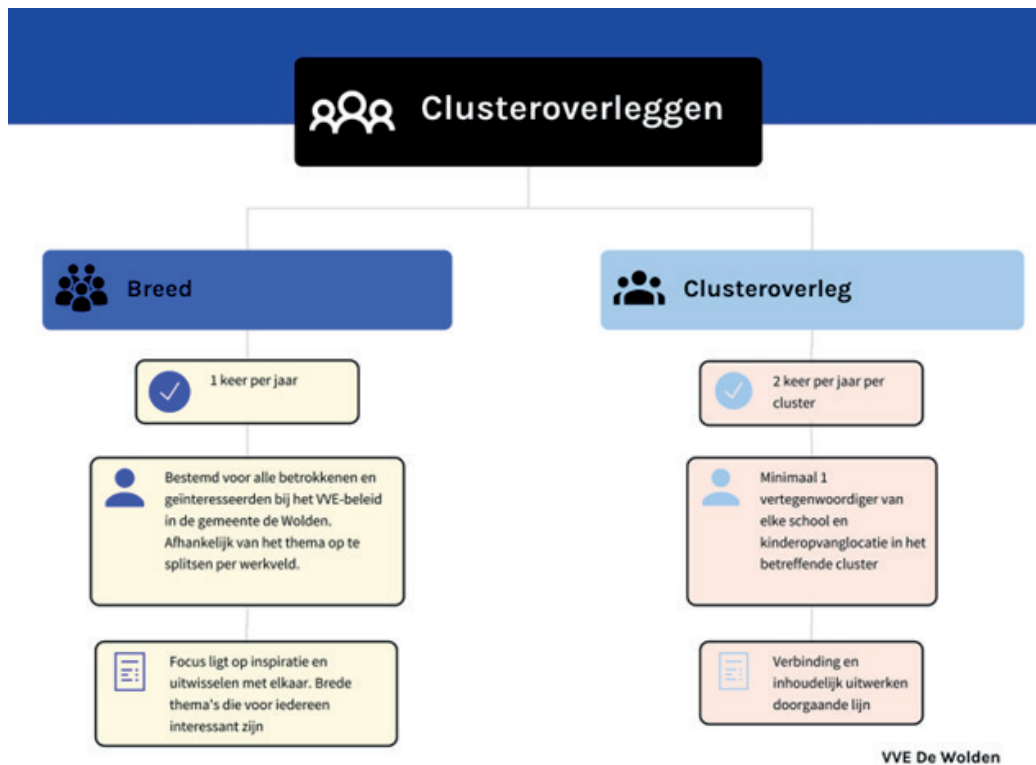 Clusteroverleggen
Breed
1 keer per jaar
Bestemd voor alle betrokkenen en
geïnteresseerden bij het VVE-beleid
in de gemeente de Wolden.
Afhankelijk van het thema op te
splitsen per werkveld.
Focus ligt op inspiratie en
uitwisselen met elkaar. Brede
thema's die voor iedereen
interessant zijn
Clusteroverleg
2 keer per jaar per
cluster
Minimaal 1
vertegenwoordiger van
elke school en
kinderopvanglocatie in het
betreffende cluster
Verbinding en
inhoudelijk uitwerken
doorgaande lijn
VVE De Wolden